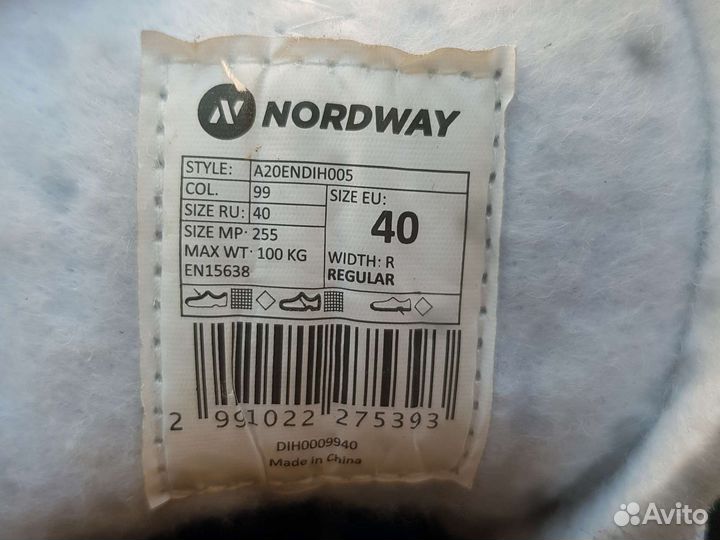 NORDWAY
STYLE: A20ENDIH005
COL. 99
SIZE RU: 40
SIZE MP: 255
MAX WT: 100 KG
EN15638
SIZE EU:
40
WIDTH: R
REGULAR
2 991022 275393
DIH0009940
Made in China
Avito